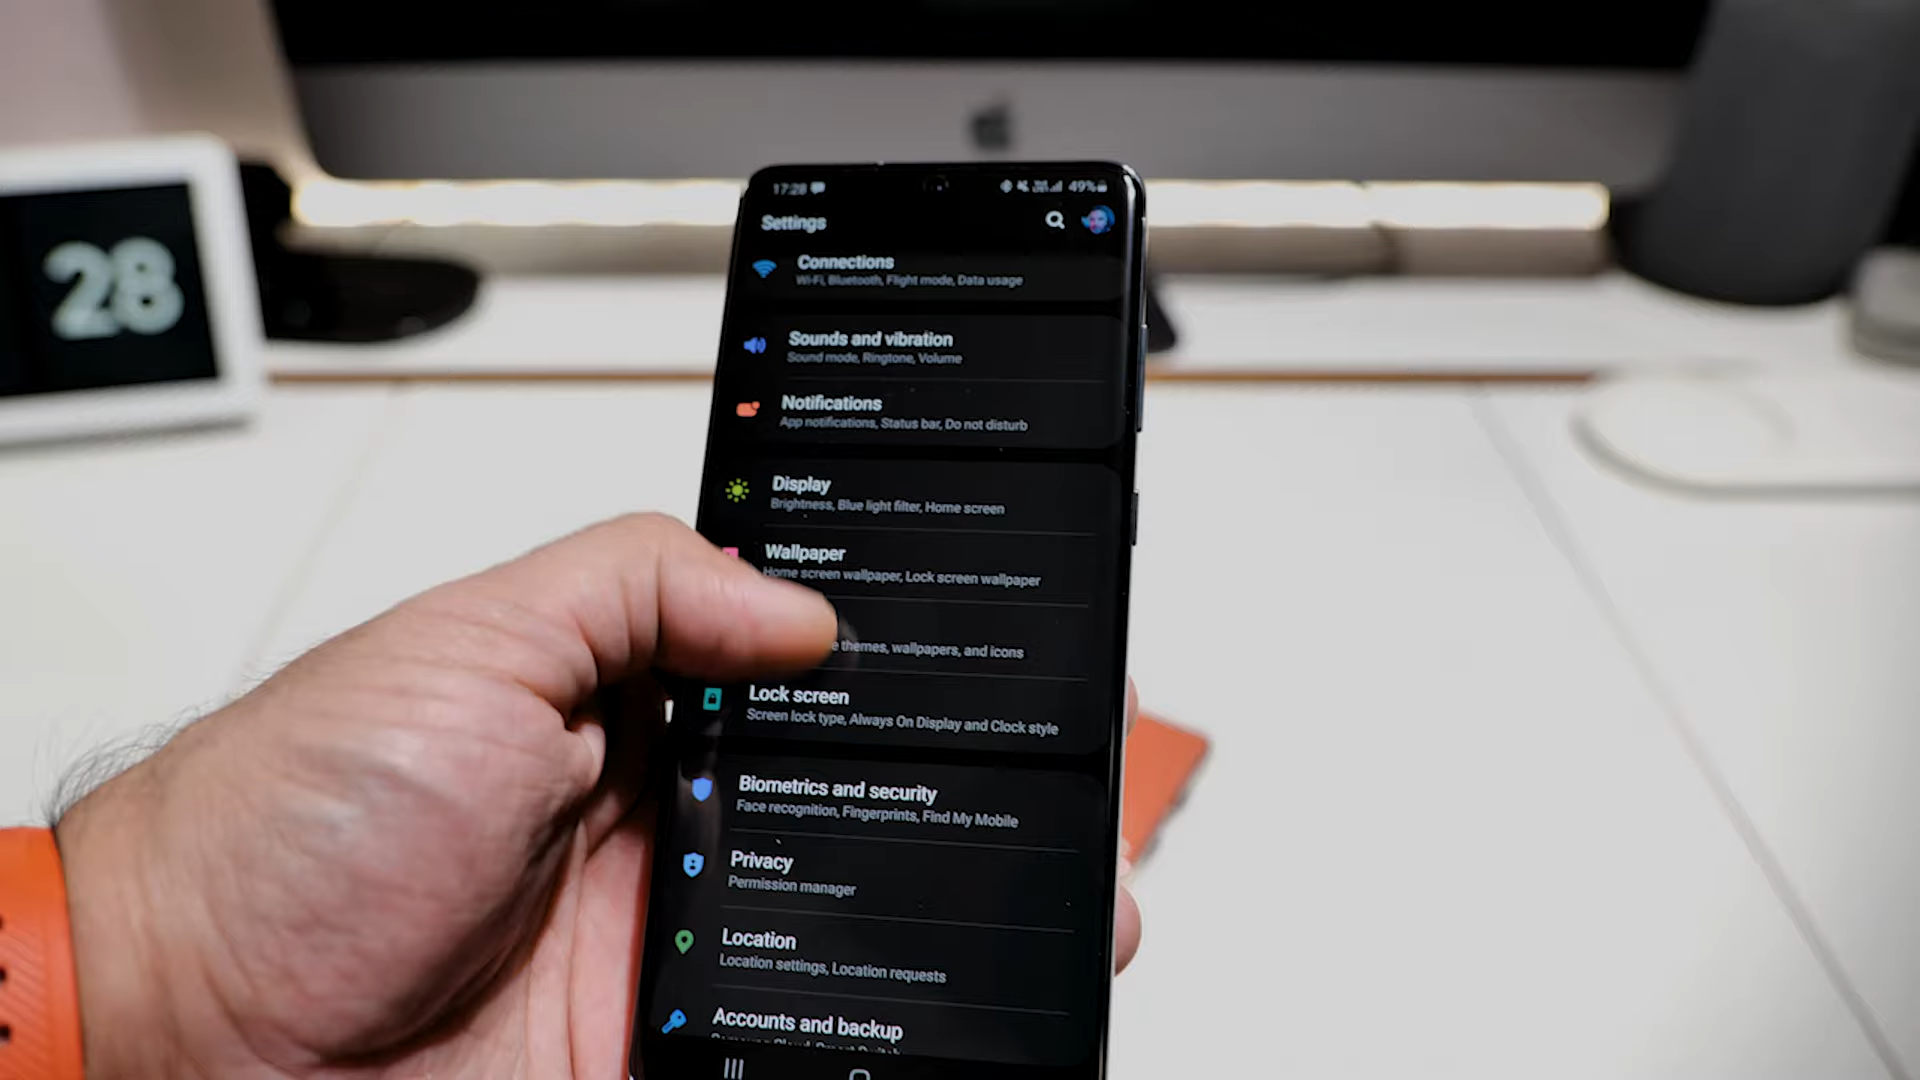 28
17:28
49%
Settings
Connections
Wi-Fi, Bluetooth, Flight mode, Data usage
Sounds and vibration
Sound mode, Ringtone, Volume
Notifications
App notifications, Status bar, Do not disturb
Display
Brightness, Blue light filter, Home screen
Wallpaper
Home screen wallpaper, Lock screen wallpaper
themes, wallpapers, and icons
Lock screen
Screen lock type, Always On Display and Clock style
Biometrics and security
Face recognition, Fingerprints, Find My Mobile
Privacy
Permission manager
Location
Location settings, Location requests
Accounts and backup